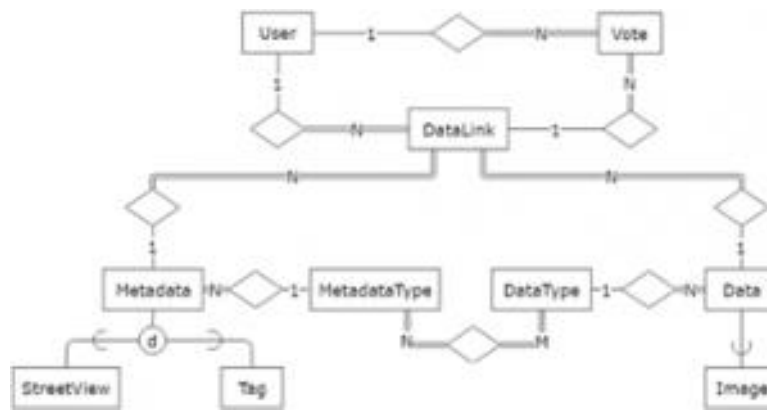 User 1 N Vote
1 N
N DataLink 1
N N
1 1
Metadata N 1 MetadataType DataType 1 N Data
N M
d
StreetView Tag Image